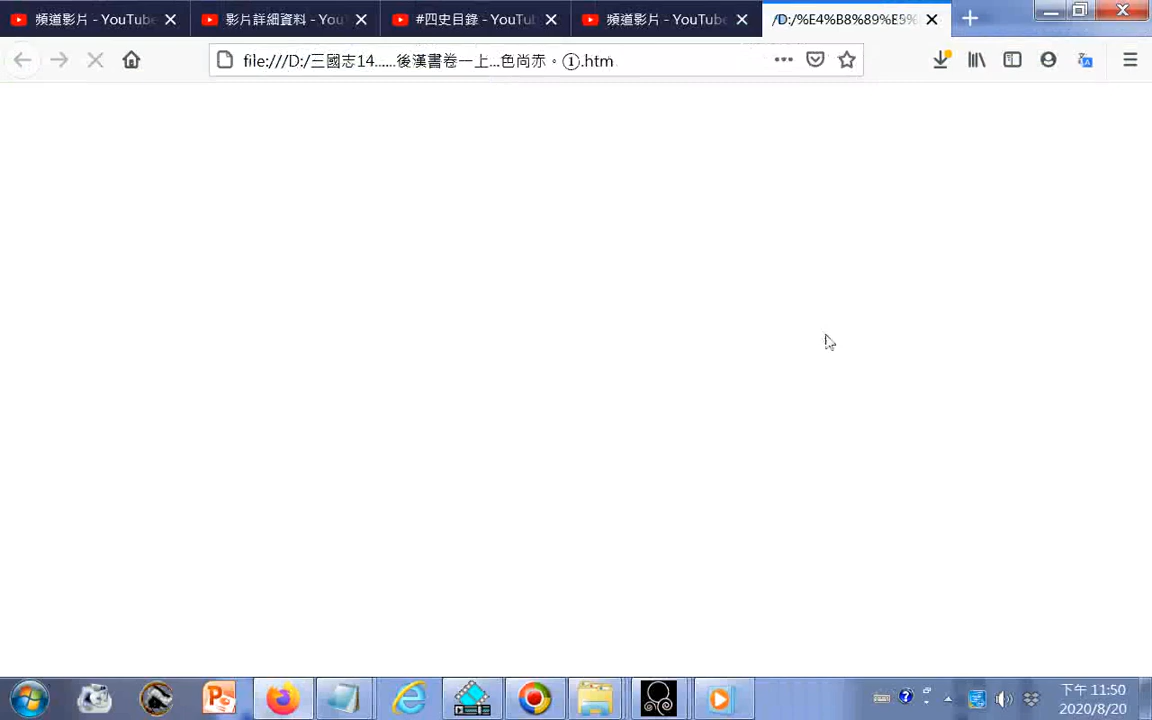 頻道影片 - YouTube
影片詳細資料 - You
#四史目錄 - YouTub
頻道影片 - YouTube
/D:/%E4%B8%89%E5%
file:///D:/三國志14......後漢書卷一上...色尚赤。①.htm
下午 11:50
2020/8/20